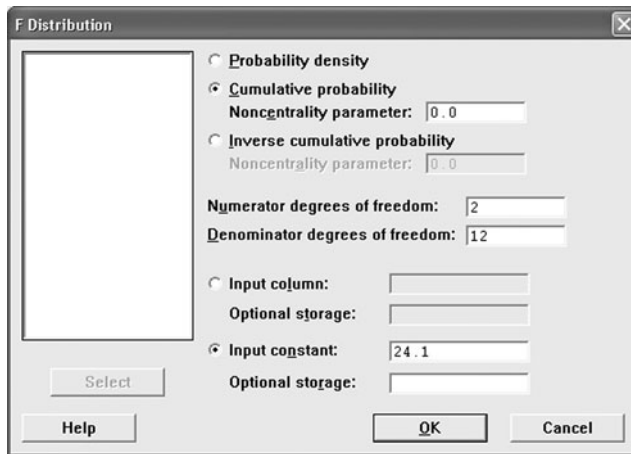 F Distribution
Probability density
Cumulative probability
Noncentrality parameter: 0.0
Inverse cumulative probability
Noncentrality parameter: 0.0
Numerator degrees of freedom: 2
Denominator degrees of freedom: 12
Input column:
Optional storage:
Input constant: 24.1
Optional storage:
Select
Help
OK
Cancel